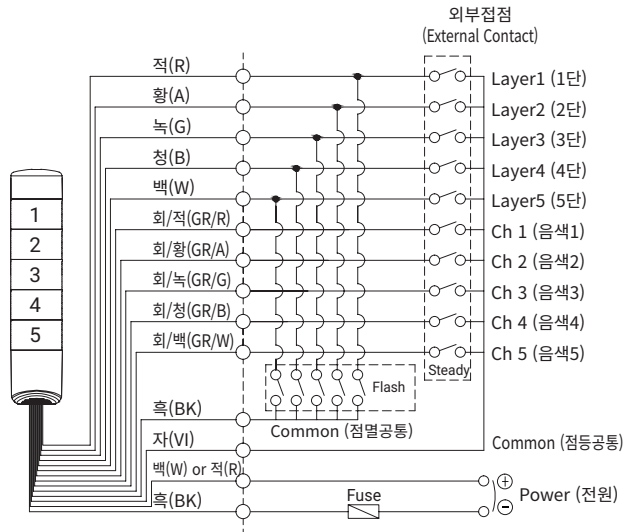 외부접점
(External Contact)
적(R)
Layer1 (1단)
황(A)
Layer2 (2단)
녹(G)
Layer3 (3단)
청(B)
Layer4 (4단)
백(W)
Layer5 (5단)
회/적(GR/R)
Ch 1 (음색1)
회/황(GR/A)
Ch 2 (음색2)
회/녹(GR/G)
Ch 3 (음색3)
회/청(GR/B)
Ch 4 (음색4)
회/백(GR/W)
Ch 5 (음색5)
1
2
3
4
5
Steady
Flash
흑(BK)
Common (점멸공통)
자(VI)
Common (점등공통)
백(W) or 적(R)
+
Fuse
Power (전원)
흑(BK)
-